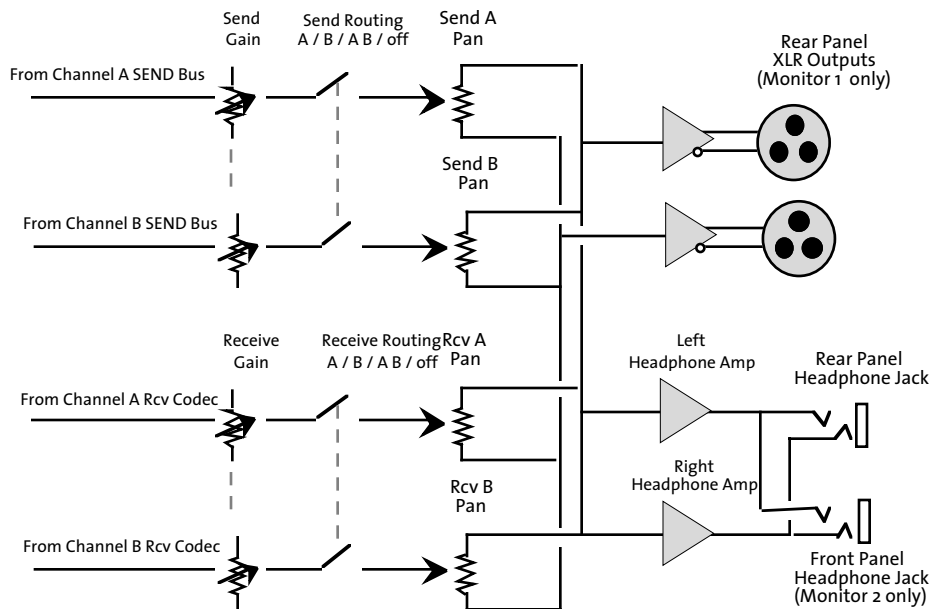 Send
Gain
Send Routing
A / B / A B / off
Send A
Pan
Rear Panel
XLR Outputs
(Monitor 1 only)
From Channel A SEND Bus
Send B
Pan
From Channel B SEND Bus
Receive
Gain
Receive Routing
A / B / A B / off
Rcv A
Pan
Left
Headphone Amp
Rear Panel
Headphone Jack
From Channel A Rcv Codec
Right
Headphone Amp
Rcv B
Pan
From Channel B Rcv Codec
Front Panel
Headphone Jack
(Monitor 2 only)